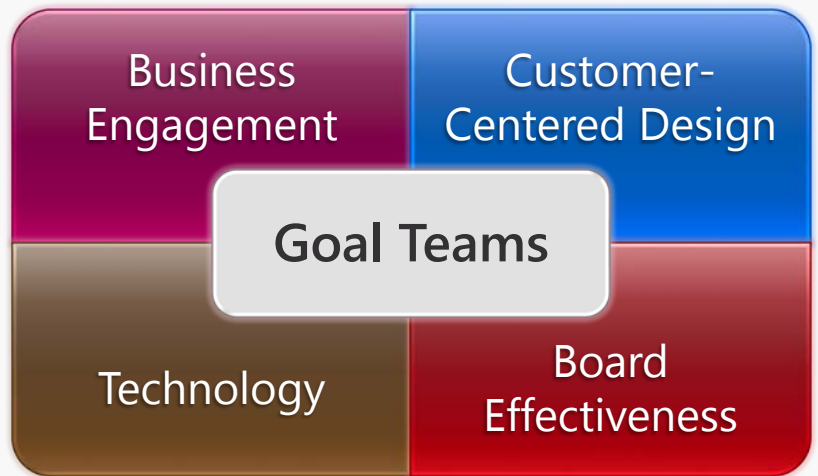 Business
Engagement
Customer-
Centered Design
Goal Teams
Technology
Board
Effectiveness